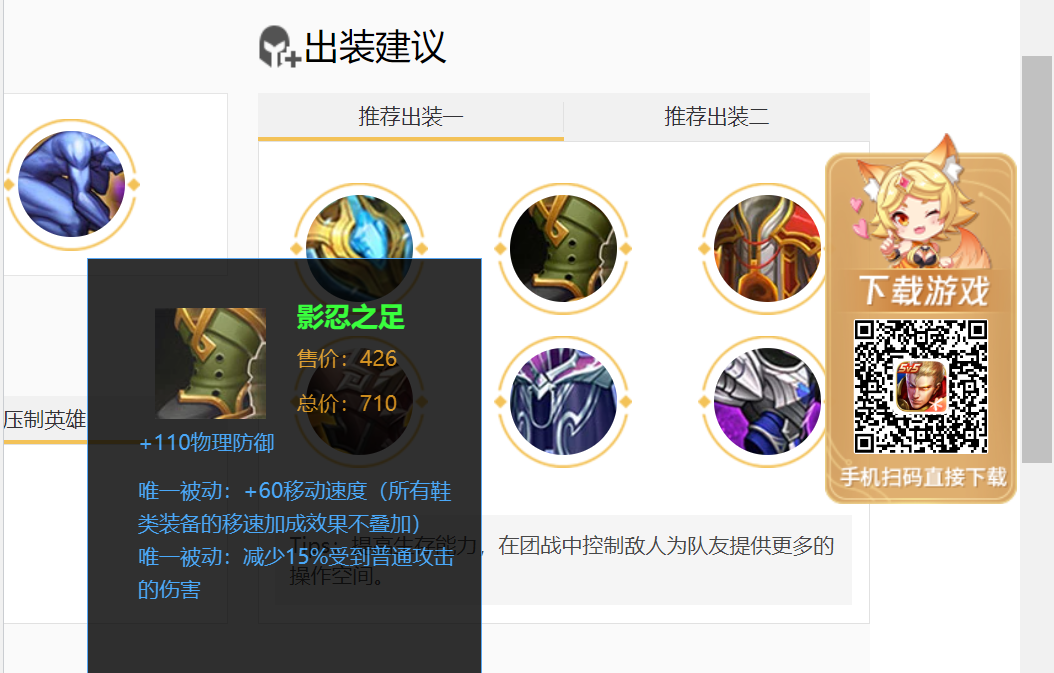 出装建议
推荐出装一
推荐出装二
影忍之足
售价：426
总价：710
+110物理防御
唯一被动：+60移动速度（所有鞋
类装备的移速加成效果不叠加）
唯一被动：减少15%受到普通攻击
的伤害
压制英雄
Tips：提高生存能力，在团战中控制敌人为队友提供更多的
操作空间。
下载游戏
5V5
手机扫码直接下载